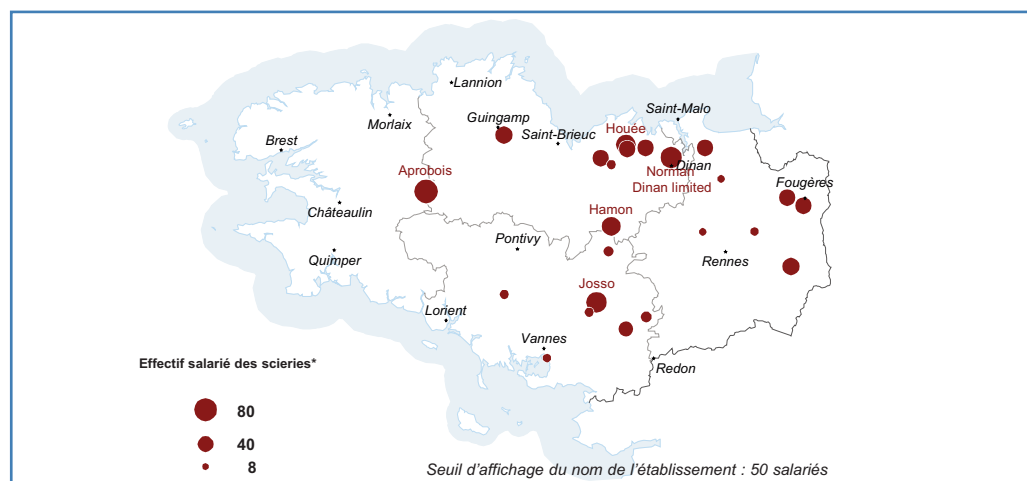 Lannion
Saint-Malo
Guingamp
Morlaix
Houée
Saint-Brieuc
Brest
Dinan
Aprobois
Norman
Dinan limited
Fougères
Châteaulin
Hamon
Pontivy
Rennes
Quimper
Josso
Lorient
Vannes
Redon
Effectif salarié des scieries*
80
40
8
Seuil d'affichage du nom de l'établissement : 50 salariés